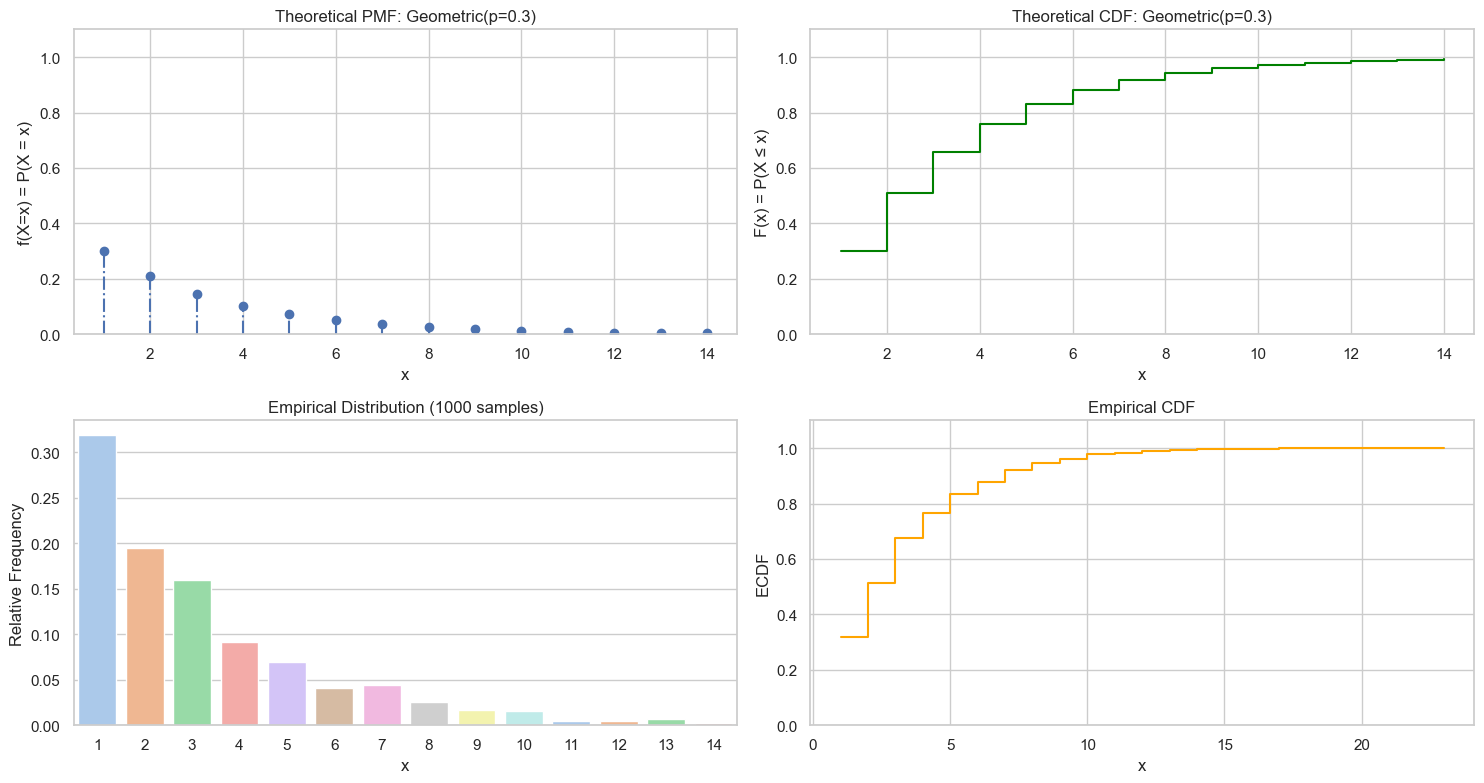 Theoretical PMF: Geometric(p=0.3)
1.0
0.8
0.6
0.4
0.2
0.0
f(X=x) = P(X = x)
2 4 6 8 10 12 14
x
Theoretical CDF: Geometric(p=0.3)
1.0
0.8
0.6
0.4
0.2
0.0
F(x) = P(X ≤ x)
2 4 6 8 10 12 14
x
Empirical Distribution (1000 samples)
0.30
0.25
0.20
0.15
0.10
0.05
0.00
Relative Frequency
1 2 3 4 5 6 7 8 9 10 11 12 13 14
x
Empirical CDF
1.0
0.8
0.6
0.4
0.2
0.0
ECDF
0 5 10 15 20
x